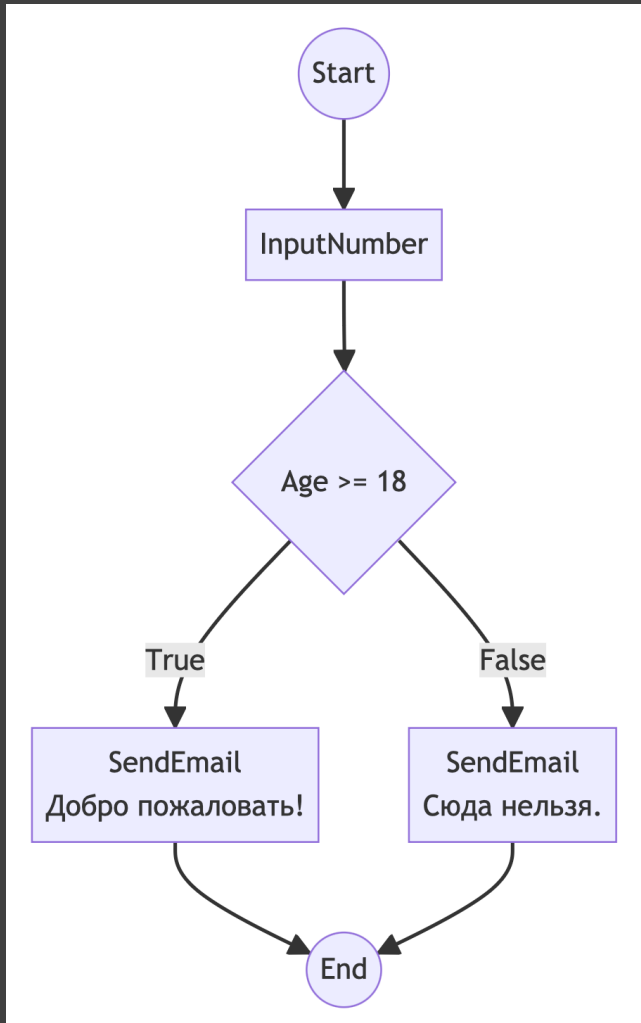 Start
InputNumber
Age >= 18
True
False
SendEmail
Добро пожаловать!
SendEmail
Сюда нельзя.
End